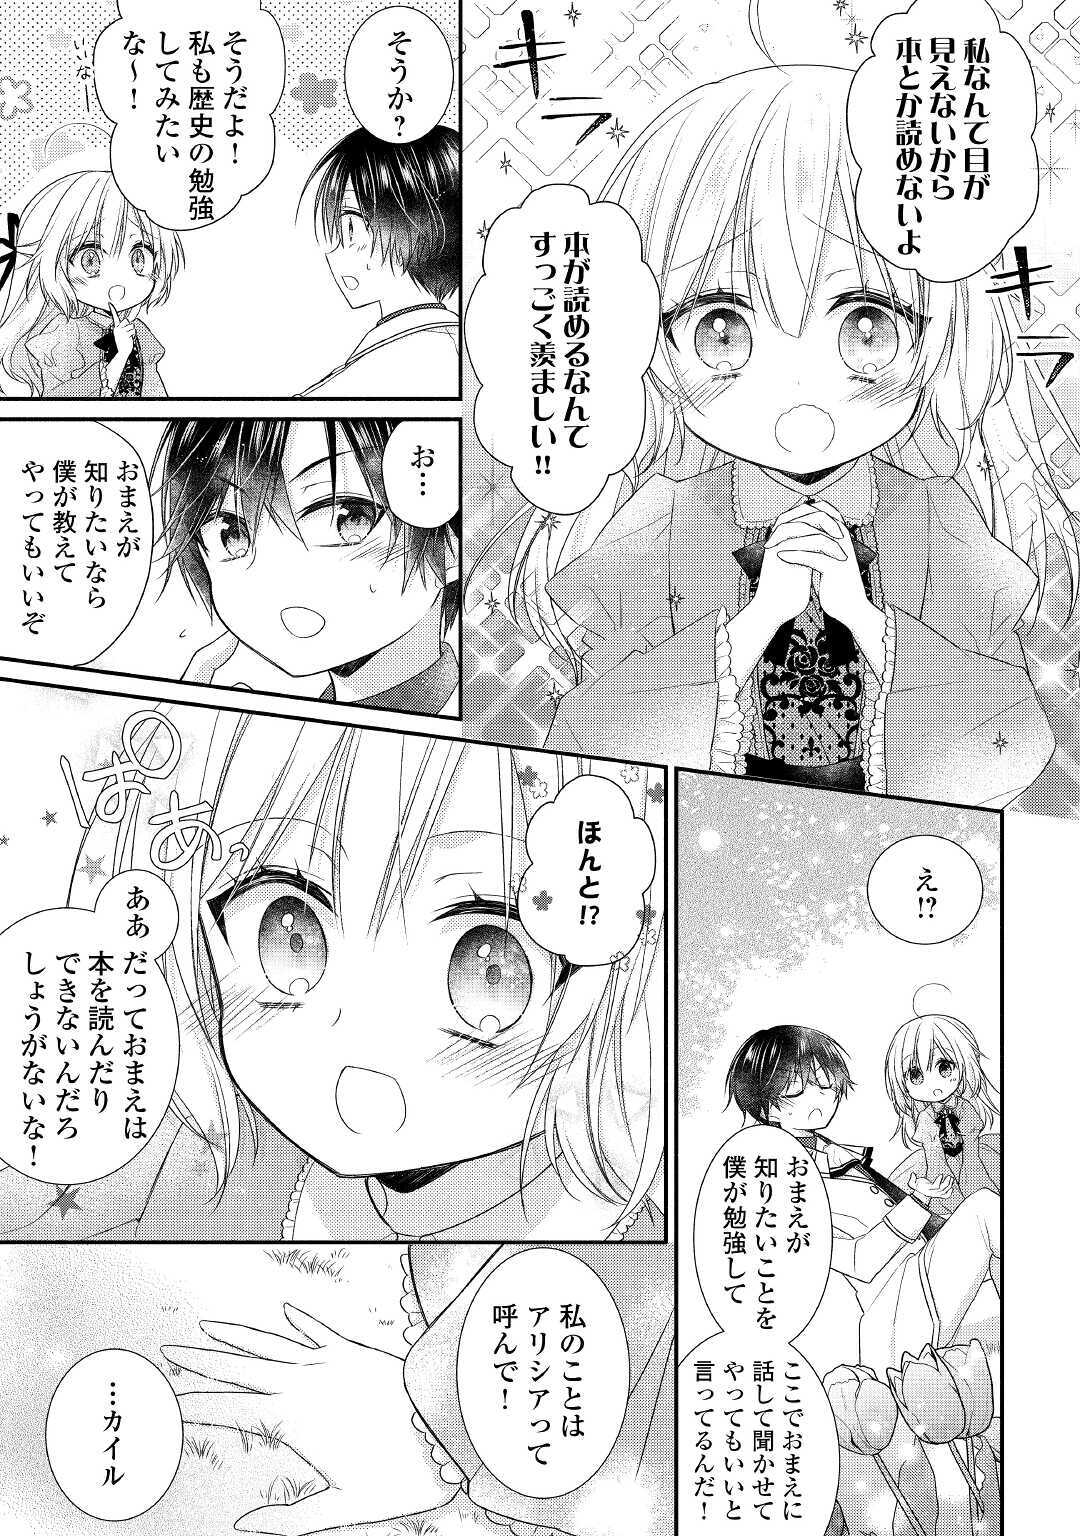 私なんて目が
見えないから
本とか読めないよ
キラ
キラ
本が読めるなんて
すっごく羨ましい!!
そうか?
そうだよ!
私も歴史の勉強
してみたい
な〜!
いいな
お…
おまえが
知りたいなら
僕が教えて
やってもいいぞ
え!?
おまえが
知りたいことを
僕が勉強して
ここでおまえに
話して聞かせて
やってもいいと
言ってるんだ!
ほんと!?
ぱあっ
ああ
だっておまえは
本を読んだり
できないんだろ
しょうがないな!
私のことは
アリシアって
呼んで!
…カイル